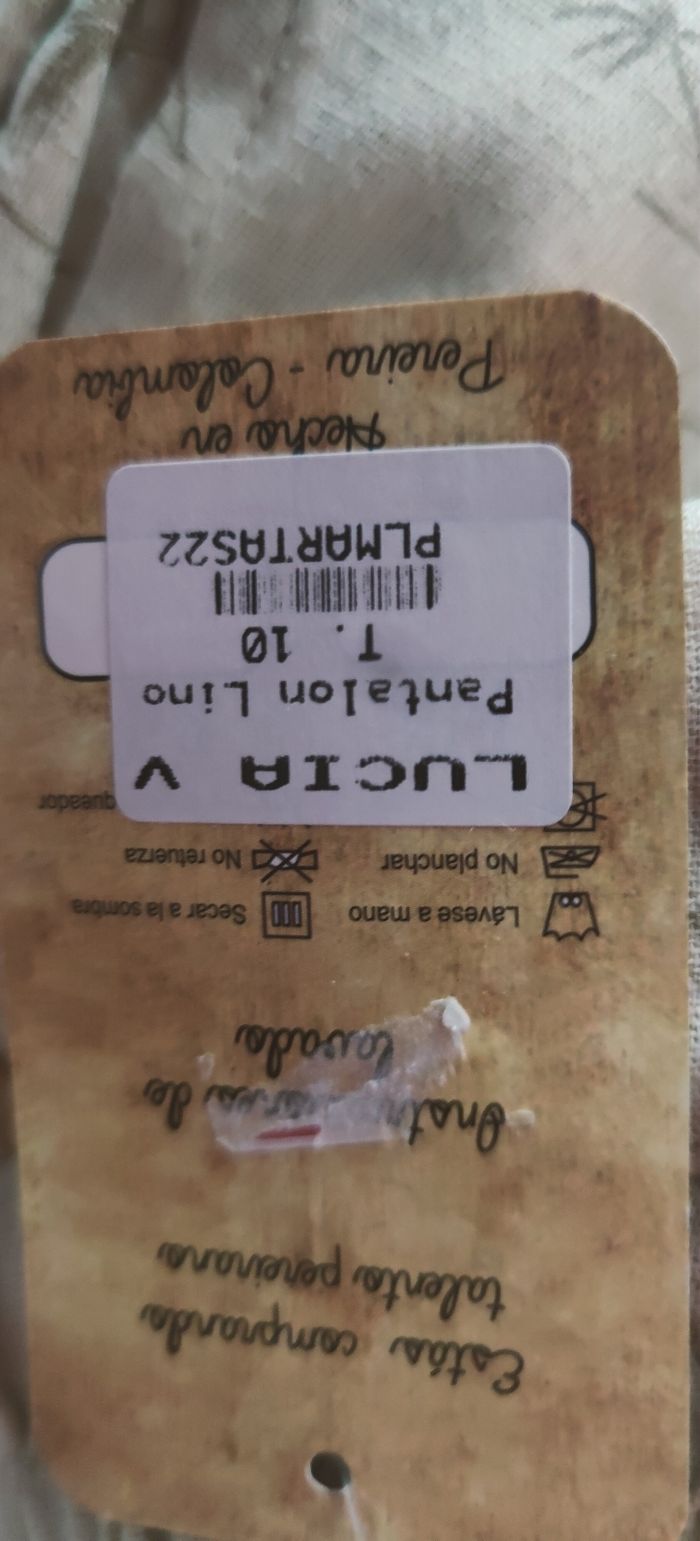 Estás comprando
talento pereirano
de
lavado
Lávese a mano
Secar a la sombra
No planchar
No retuerza
queador
LUCIA V
Pantalon Lino
T. 10
PLMARTAS22
Hecho en
Pereira - Colombia